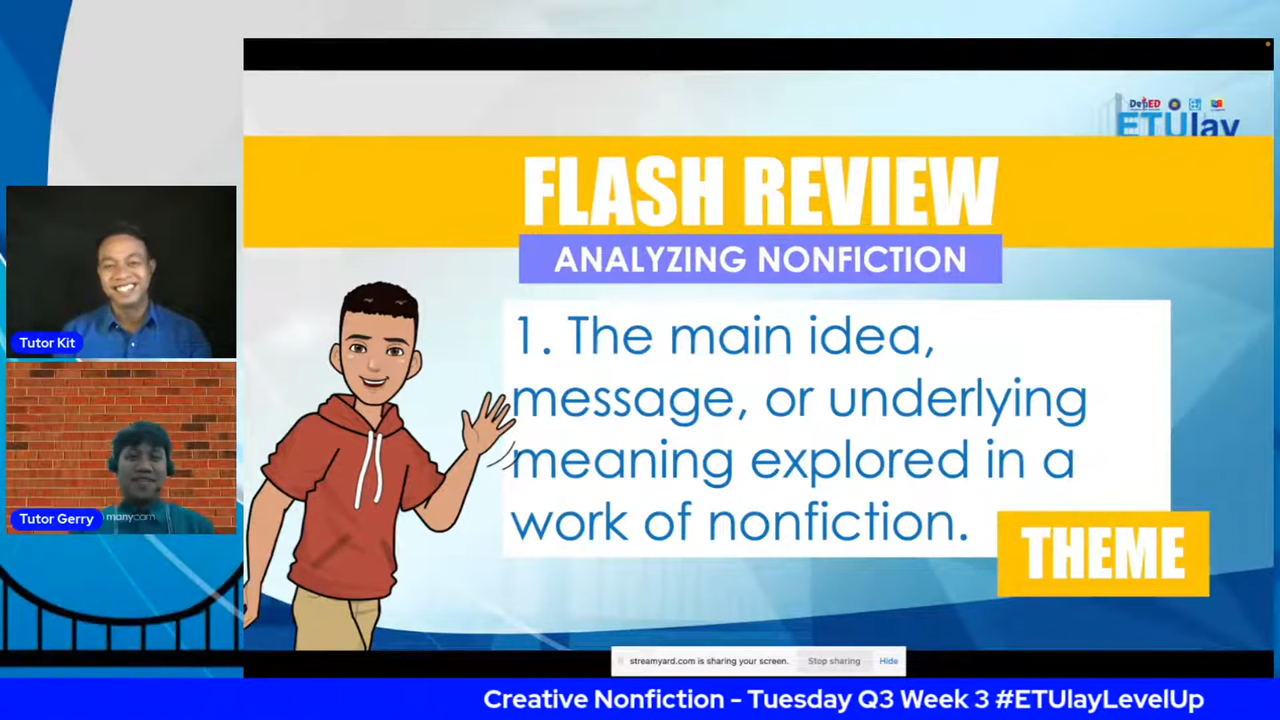 DepED
ETUlay
FLASH REVIEW
ANALYZING NONFICTION
1. The main idea,
message, or underlying
meaning explored in a
work of nonfiction.
THEME
Tutor Kit
Tutor Gerry
manycam
streamyard.com is sharing your screen.
Stop sharing
Hide
Creative Nonfiction - Tuesday Q3 Week 3 #ETUlayLevelUp